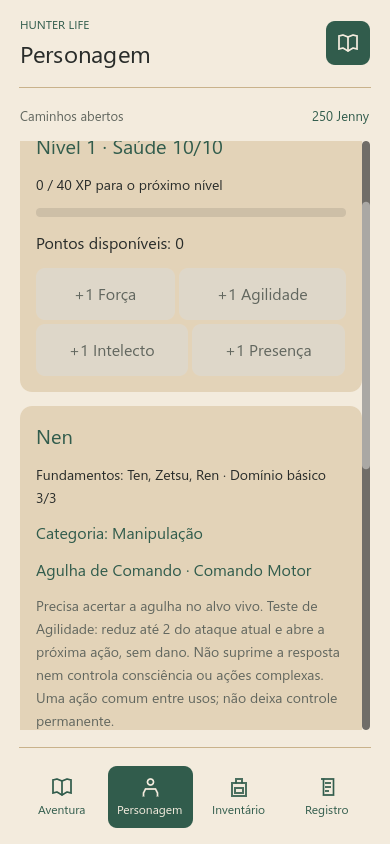 HUNTER LIFE
Personagem
Caminhos abertos
250 Jenny
Nível 1 · Saúde 10/10
0 / 40 XP para o próximo nível
Pontos disponíveis: 0
+1 Força
+1 Agilidade
+1 Intelecto
+1 Presença
Nen
Fundamentos: Ten, Zetsu, Ren · Domínio básico
3/3
Categoria: Manipulação
Agulha de Comando · Comando Motor
Precisa acertar a agulha no alvo vivo. Teste de
Agilidade: reduz até 2 do ataque atual e abre a
próxima ação, sem dano. Não suprime a resposta
nem controla consciência ou ações complexas.
Uma ação comum entre usos; não deixa controle
permanente.
Aventura
Personagem
Inventário
Registro